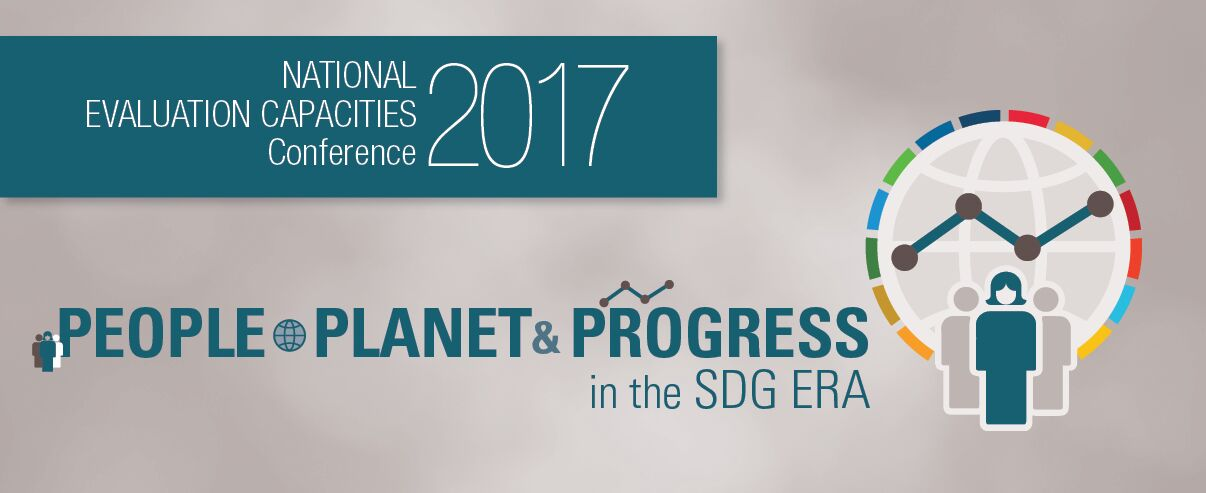 NATIONAL
EVALUATION CAPACITIES
Conference 2017
PEOPLE PLANET & PROGRESS
in the SDG ERA